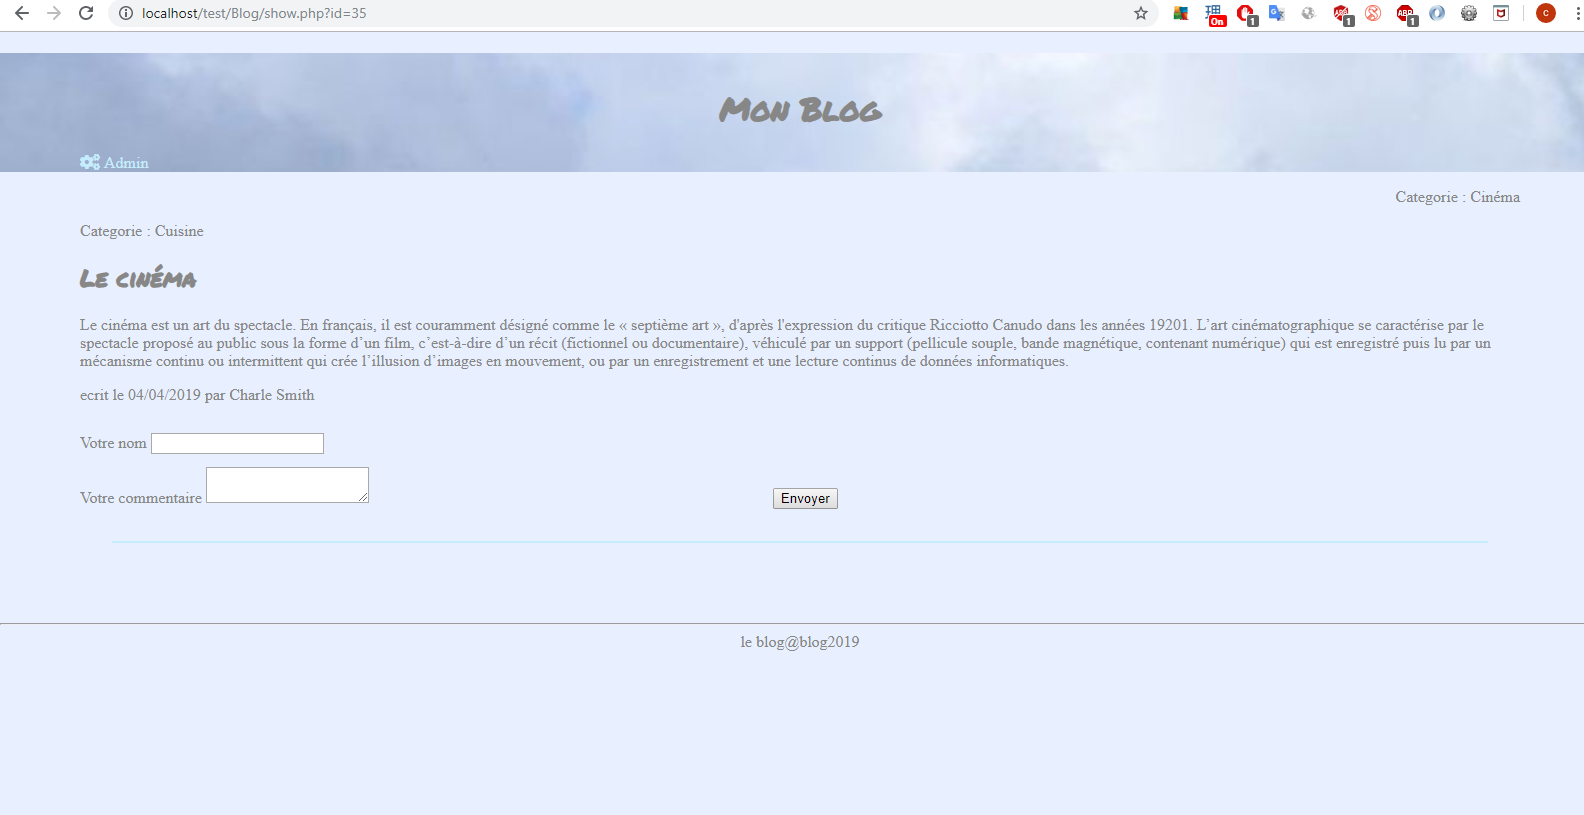 localhost/test/Blog/show.php?id=35
On
1
1
1
C
Mon Blog
Admin
Categorie : Cinéma
Categorie : Cuisine
Le cinéma
Le cinéma est un art du spectacle. En français, il est couramment désigné comme le « septième art », d'après l'expression du critique Ricciotto Canudo dans les années 19201. L’art cinématographique se caractérise par le
spectacle proposé au public sous la forme d’un film, c’est-à-dire d’un récit (fictionnel ou documentaire), véhiculé par un support (pellicule souple, bande magnétique, contenant numérique) qui est enregistré puis lu par un
mécanisme continu ou intermittent qui crée l’illusion d’images en mouvement, ou par un enregistrement et une lecture continus de données informatiques.
ecrit le 04/04/2019 par Charle Smith
Votre nom
Votre commentaire
Envoyer
le blog@blog2019